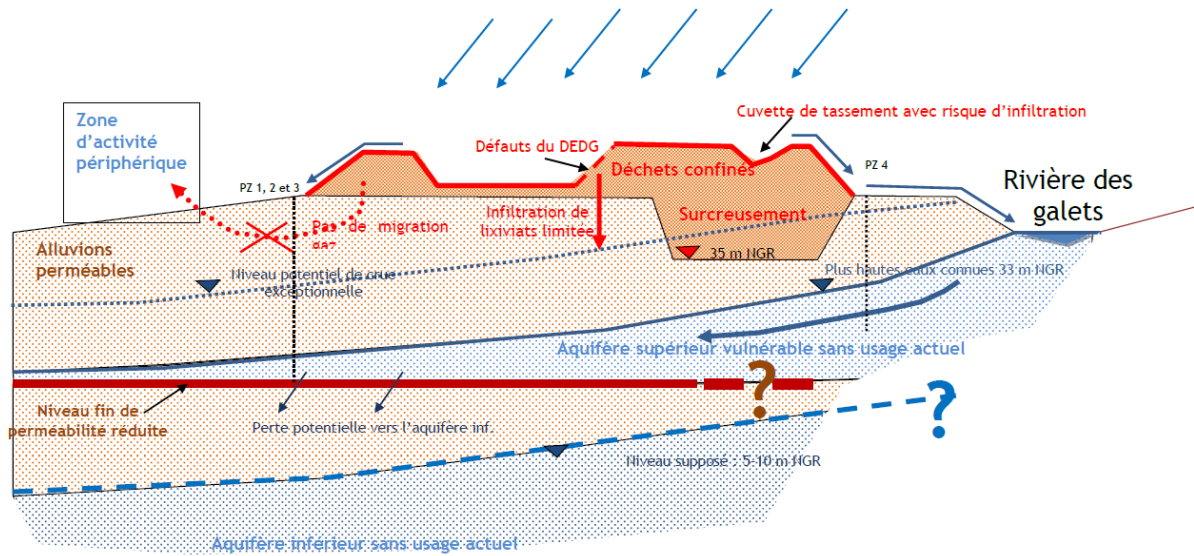 Cuvette de tassement avec risque d'infiltration
Zone
d'activité
périphérique
Défauts du DEDG
Déchets confinés
PZ 4
PZ 1, 2 et 3
Rivière des
galets
Surcreusement
Infiltration de
lixiviats limitée
Pas de migration
Alluvions
perméables
35 m NGR
Niveau potentiel de crue
exceptionnelle
Plus hautes eaux connues 33 m NGR
Aquifère supérieur vulnérable sans usage actuel
?
?
Niveau fin de
perméabilité réduite
Perte potentielle vers l'aquifère inf.
Niveau supposé : 5-10 m NGR
Aquifère inférieur sans usage actuel